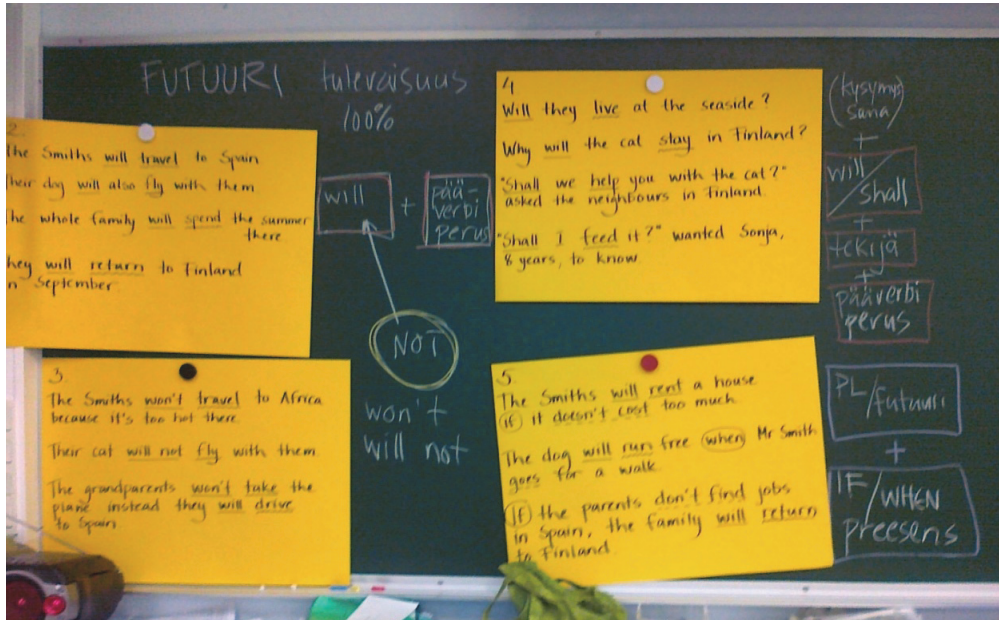 FUTUURI tulevaisuus
100%
2.
The Smiths will travel to Spain
Their dog will also fly with them
The whole family will spend the summer
there
They will return to Finland
in September.
will + pää-
verbi
perus
NOT
won't
will not
3.
The Smiths won't travel to Africa
because it's too hot there.
Their cat will not fly with them.
The grandparents won't take the
plane instead they will drive
to Spain.
4
Will they live at the seaside?
Why will the cat stay in Finland?
"Shall we help you with the cat?"
asked the neighbours in Finland.
"Shall I feed it?" wanted Sonja,
8 years, to know.
(kysymys
sana)
+
will/
shall
+
tekijä
+
pääverbi
perus
5.
The Smiths will rent a house
if it doesn't cost too much.
The dog will run free when Mr Smith
goes for a walk.
If the parents don't find jobs
in Spain, the family will return
to Finland.
PL/futuuri
+
IF/WHEN
preesens